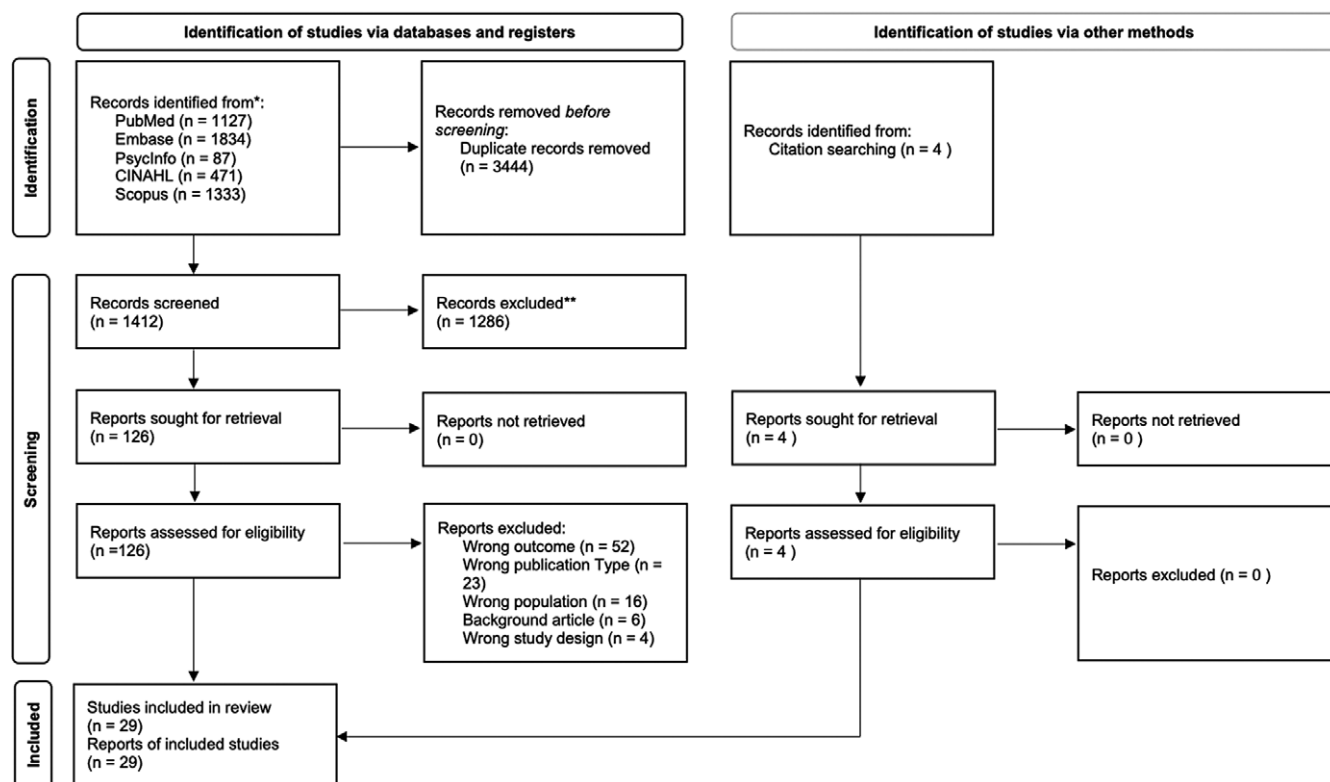 Identification of studies via databases and registers
Identification of studies via other methods
Identification
Records identified from*:
PubMed (n = 1127)
Embase (n = 1834)
PsycInfo (n = 87)
CINAHL (n = 471)
Scopus (n = 1333)
Records removed before
screening:
Duplicate records removed
(n = 3444)
Records identified from:
Citation searching (n = 4 )
Screening
Records screened
(n = 1412)
Records excluded**
(n = 1286)
Reports sought for retrieval
(n = 126)
Reports not retrieved
(n = 0)
Reports sought for retrieval
(n = 4 )
Reports not retrieved
(n = 0 )
Reports assessed for eligibility
(n =126)
Reports excluded:
Wrong outcome (n = 52)
Wrong publication Type (n =
23)
Wrong population (n = 16)
Background article (n = 6)
Wrong study design (n = 4)
Reports assessed for eligibility
(n = 4 )
Reports excluded (n = 0 )
Included
Studies included in review
(n = 29)
Reports of included studies
(n = 29)